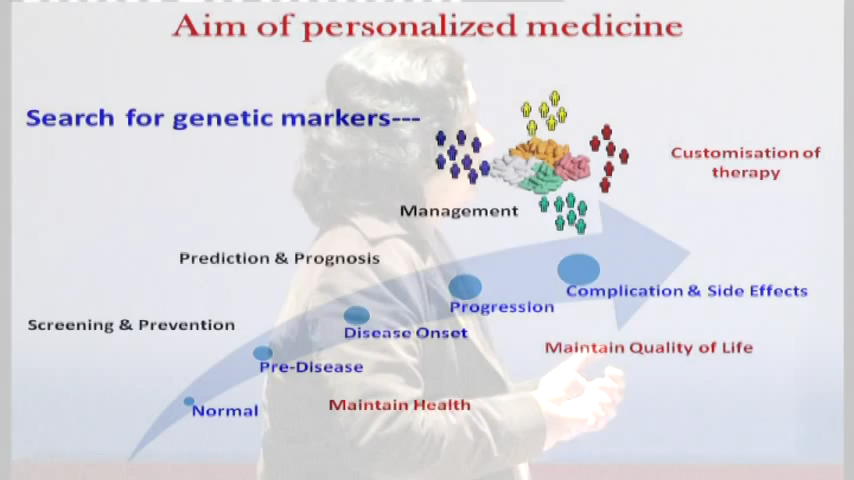 Aim of personalized medicine
Search for genetic markers---
Customisation of
therapy
Management
Prediction & Prognosis
Complication & Side Effects
Progression
Screening & Prevention
Disease Onset
Maintain Quality of Life
Pre-Disease
Maintain Health
Normal